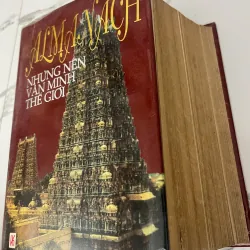 ALMANACH
NHỮNG NỀN
VĂN MINH
THẾ GIỚI